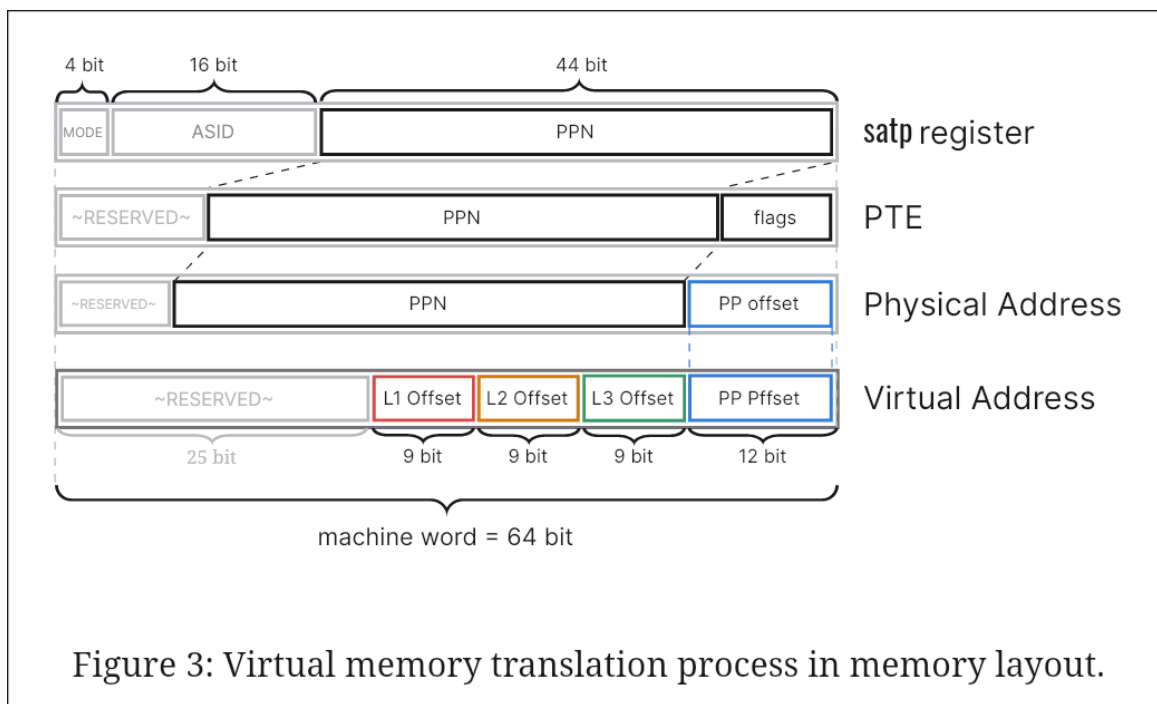 4 bit 16 bit 44 bit
MODE ASID PPN satp register
~RESERVED~ PPN flags PTE
~RESERVED~ PPN PP offset Physical Address
~RESERVED~ L1 Offset L2 Offset L3 Offset PP Pffset Virtual Address
25 bit 9 bit 9 bit 9 bit 12 bit
machine word = 64 bit
Figure 3: Virtual memory translation process in memory layout.